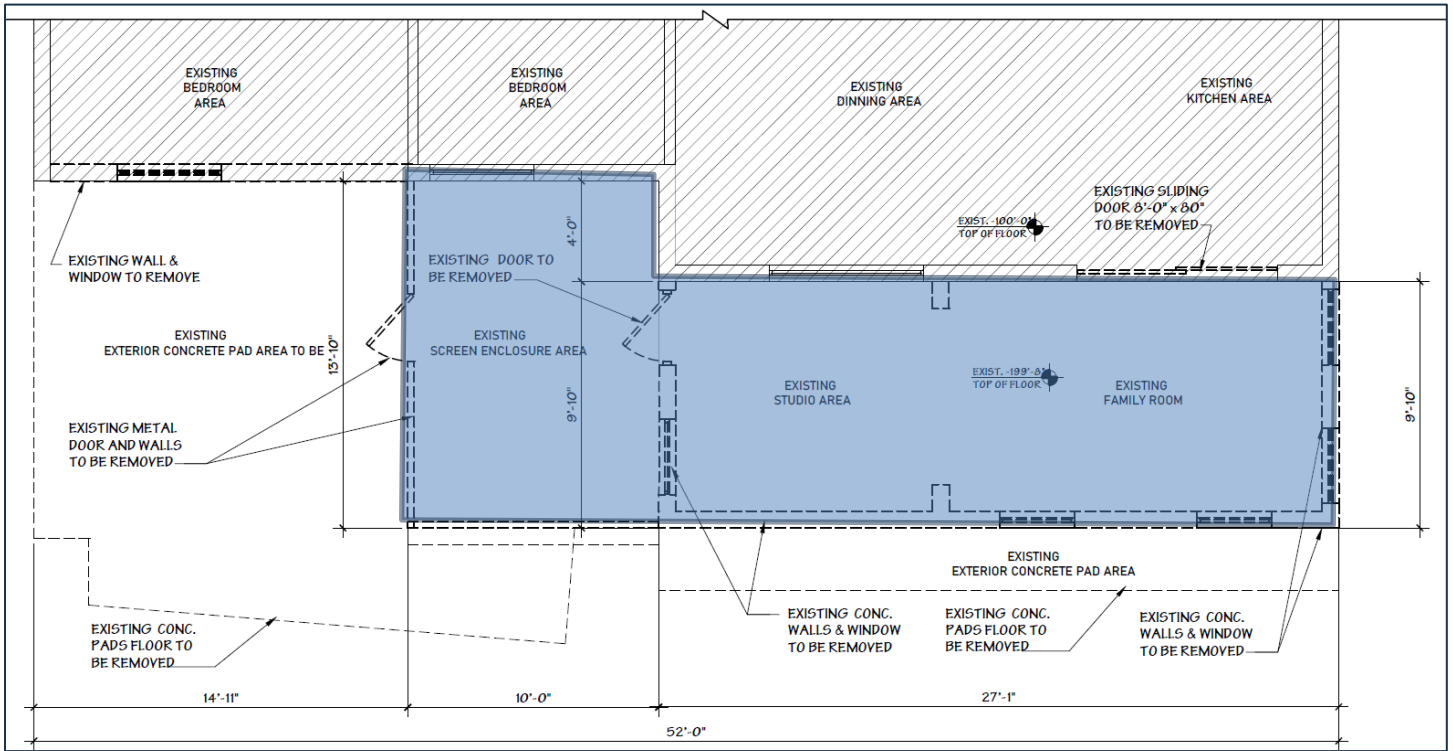 EXISTING
BEDROOM
AREA
EXISTING
BEDROOM
AREA
EXISTING
DINNING AREA
EXISTING
KITCHEN AREA
EXISTING SLIDING
DOOR 8'-0" x 80"
TO BE REMOVED
EXIST. -100'-0"
TOP OF FLOOR
4'-0"
EXISTING WALL &
WINDOW TO REMOVE
EXISTING DOOR TO
BE REMOVED
EXISTING
EXTERIOR CONCRETE PAD AREA TO BE
13'-10"
EXISTING
SCREEN ENCLOSURE AREA
9'-10"
EXISTING
STUDIO AREA
EXIST. -199'-8"
TOP OF FLOOR
EXISTING
FAMILY ROOM
9'-10"
EXISTING METAL
DOOR AND WALLS
TO BE REMOVED
EXISTING
EXTERIOR CONCRETE PAD AREA
EXISTING CONC.
PADS FLOOR TO
BE REMOVED
EXISTING CONC.
WALLS & WINDOW
TO BE REMOVED
EXISTING CONC.
PADS FLOOR TO
BE REMOVED
EXISTING CONC.
WALLS & WINDOW
TO BE REMOVED
14'-11"
10'-0"
27'-1"
52'-0"